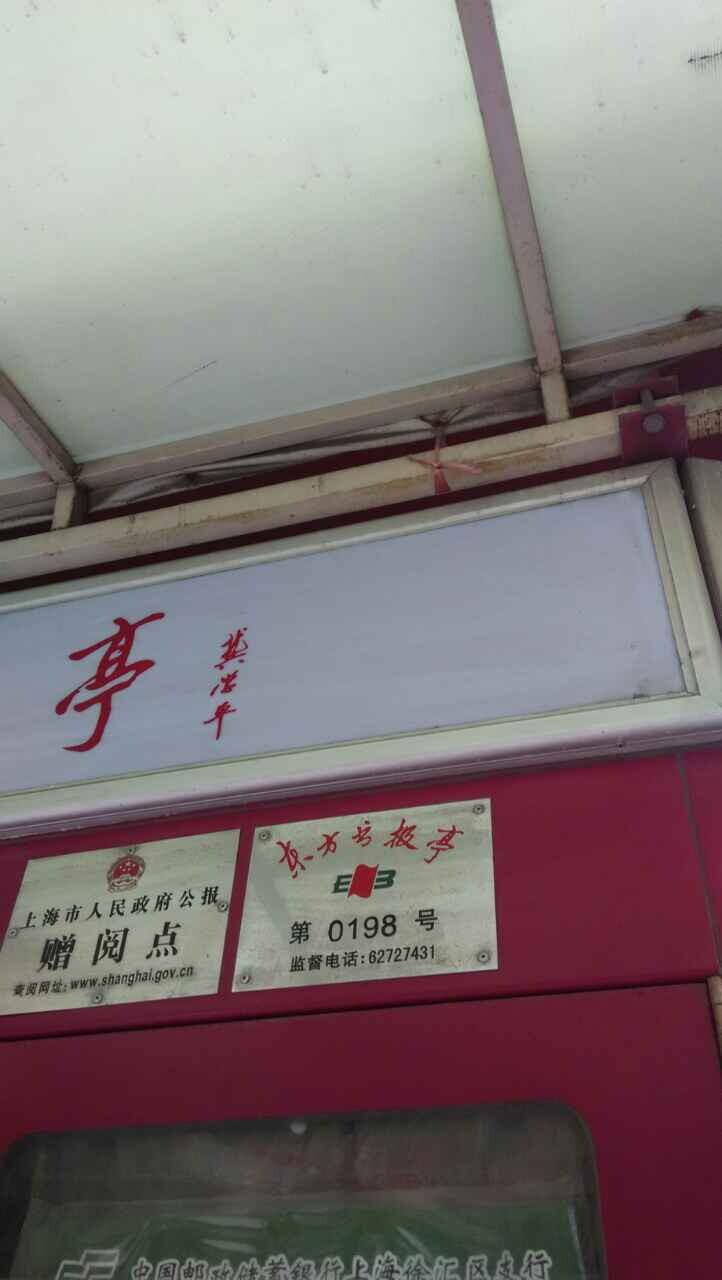 亭
龚学平
上海市人民政府公报
赠阅点
查阅网址:www.shanghai.gov.cn
东方书报亭
EB
第 0198 号
监督电话:62727431
中国邮政储蓄银行上海徐汇区支行